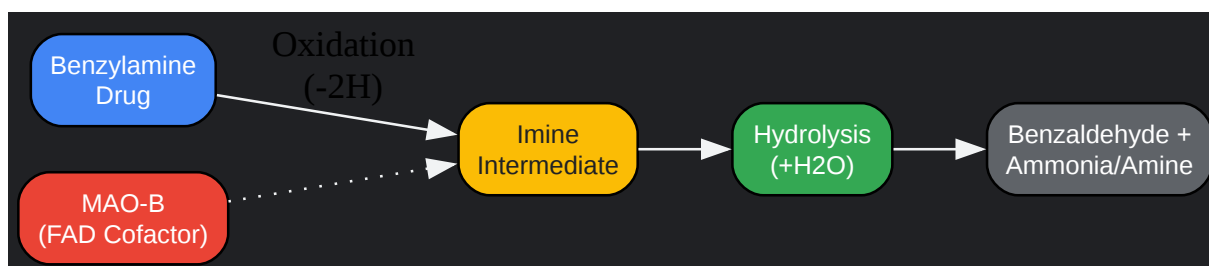 Benzylamine
Drug
Oxidation
(-2H)
MAO-B
(FAD Cofactor)
Imine
Intermediate
Hydrolysis
(+H2O)
Benzaldehyde +
Ammonia/Amine